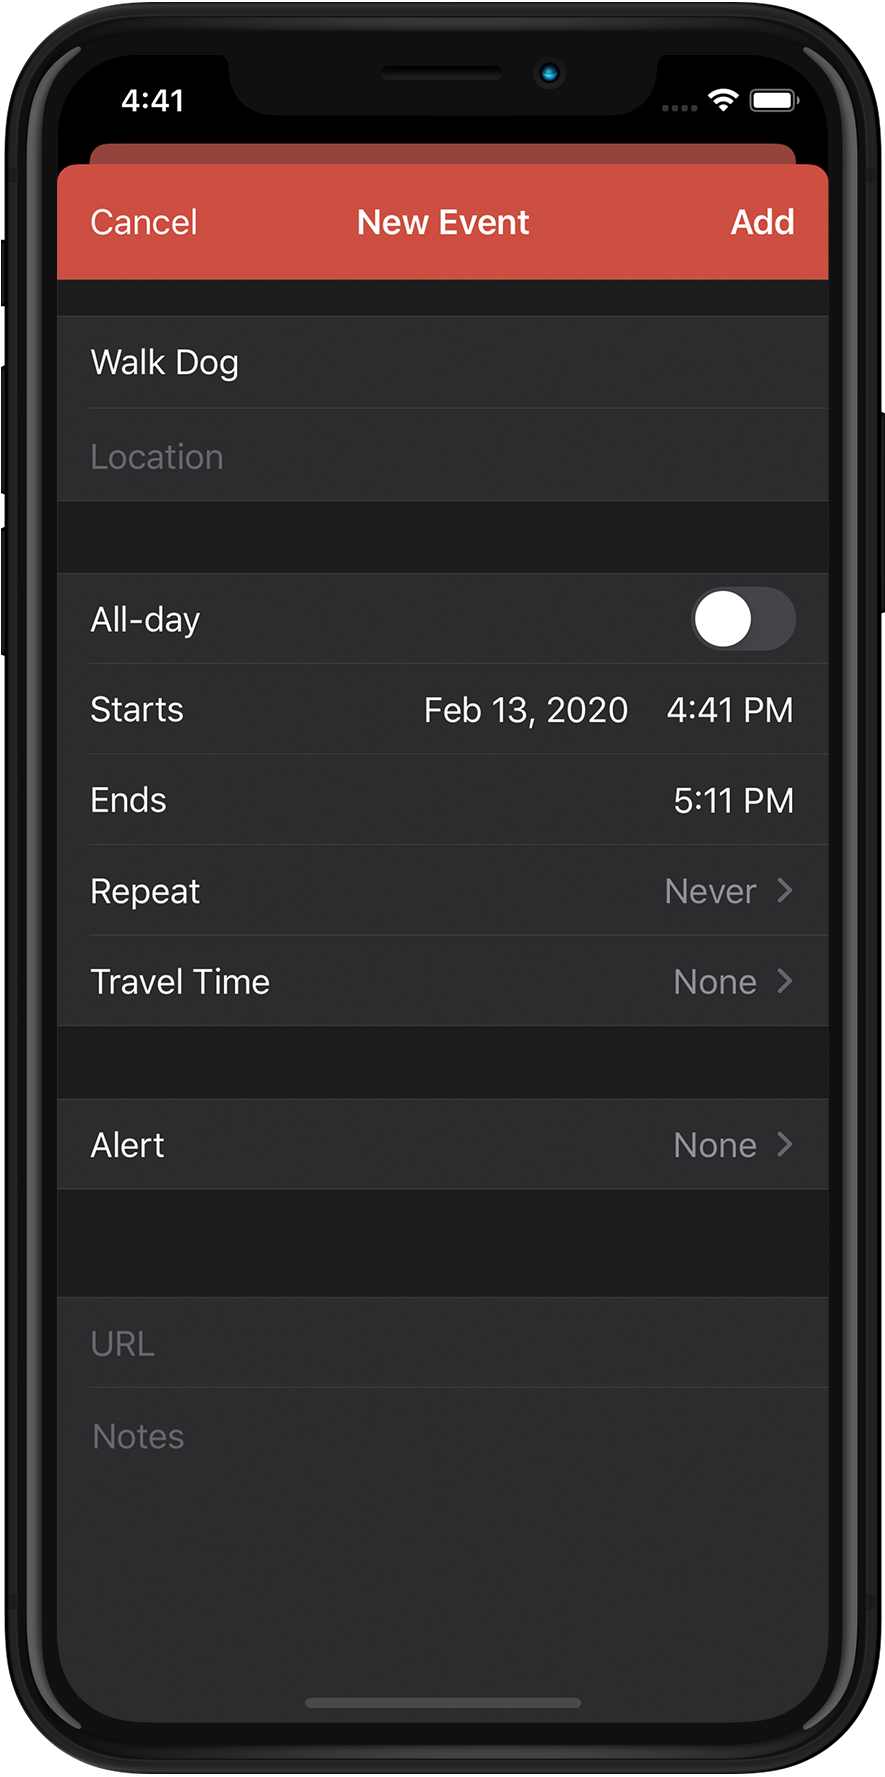 4:41
Cancel New Event Add
Walk Dog
Location
All-day
Starts Feb 13, 2020 4:41 PM
Ends 5:11 PM
Repeat Never
Travel Time None
Alert None
URL
Notes